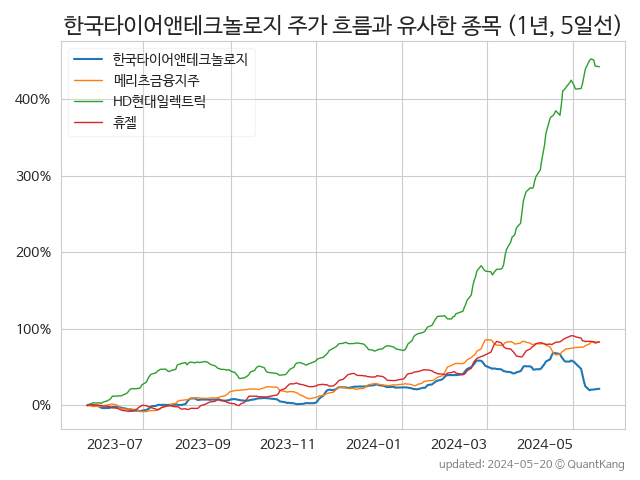 한국타이어앤테크놀로지 주가 흐름과 유사한 종목 (1년, 5일선)
한국타이어앤테크놀로지
메리츠금융지주
HD현대일렉트릭
휴젤
400%
300%
200%
100%
0%
2023-07 2023-09 2023-11 2024-01 2024-03 2024-05
updated: 2024-05-20 © QuantKang